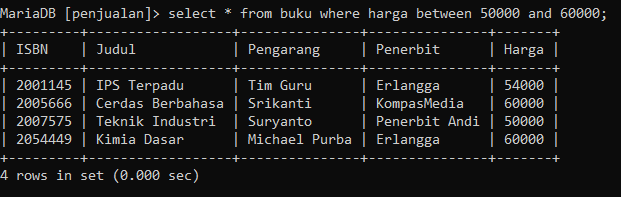 MariaDB [penjualan]> select * from buku where harga between 50000 and 60000;
+---------+------------------+---------------+---------------+-------+
| ISBN    | Judul            | Pengarang     | Penerbit      | Harga |
+---------+------------------+---------------+---------------+-------+
| 2001145 | IPS Terpadu      | Tim Guru      | Erlangga      | 54000 |
| 2005666 | Cerdas Berbahasa | Srikanti      | KompasMedia   | 60000 |
| 2007575 | Teknik Industri  | Suryanto      | Penerbit Andi | 50000 |
| 2054449 | Kimia Dasar      | Michael Purba | Erlangga      | 60000 |
+---------+------------------+---------------+---------------+-------+
4 rows in set (0.000 sec)